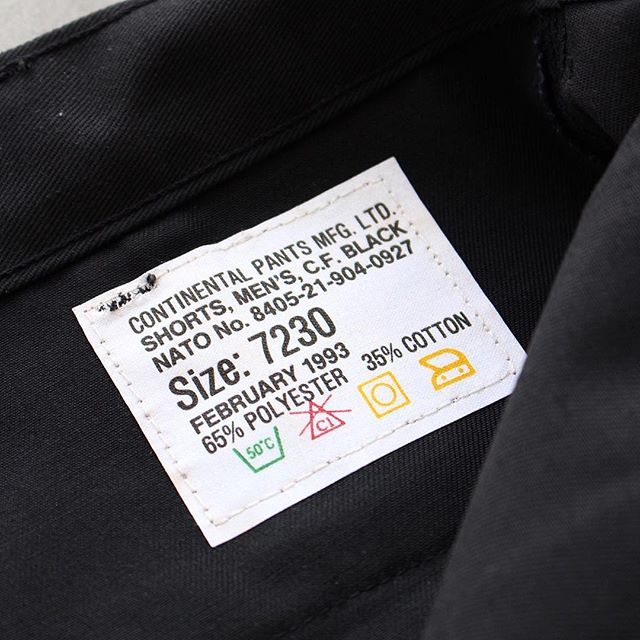 CONTINENTAL PANTS MFG. LTD.
SHORTS, MEN'S, C.F. BLACK
NATO No. 8405-21-904-0927
Size: 7230
FEBRUARY 1993
65% POLYESTER 35% COTTON
50°C
C1